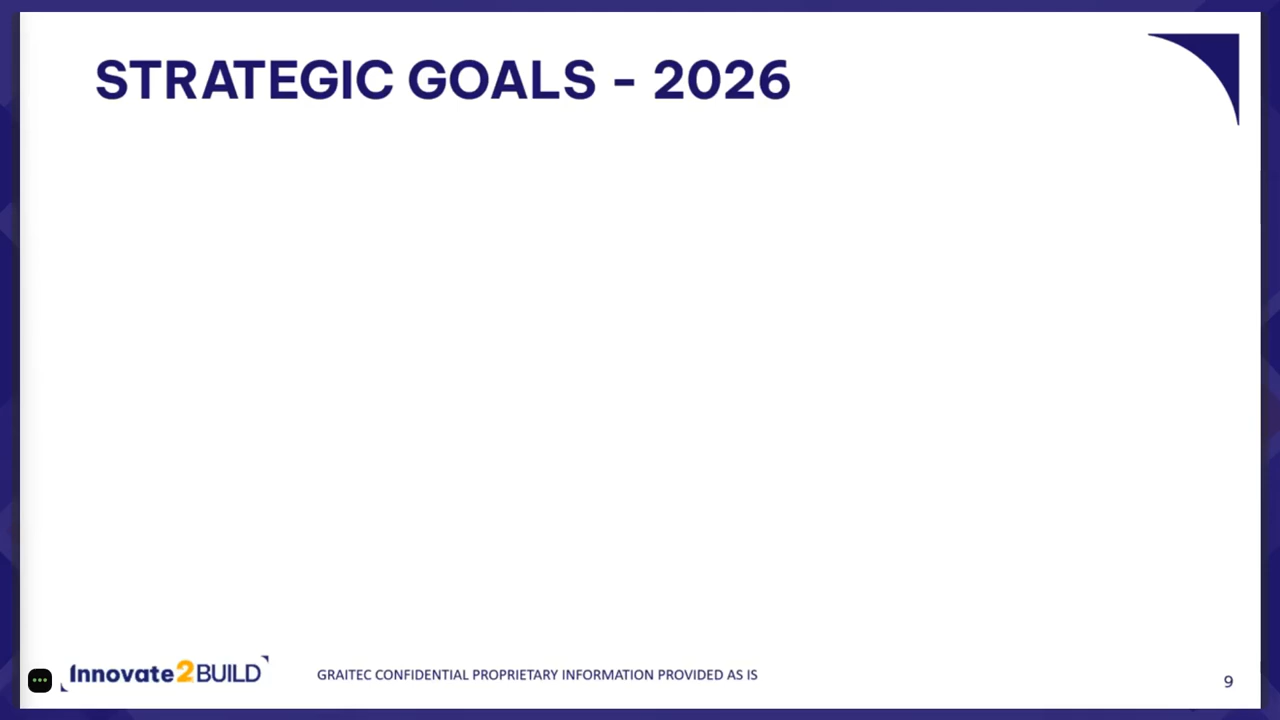 STRATEGIC GOALS - 2026
Innovate2BUILD
GRAITEC CONFIDENTIAL PROPRIETARY INFORMATION PROVIDED AS IS
9